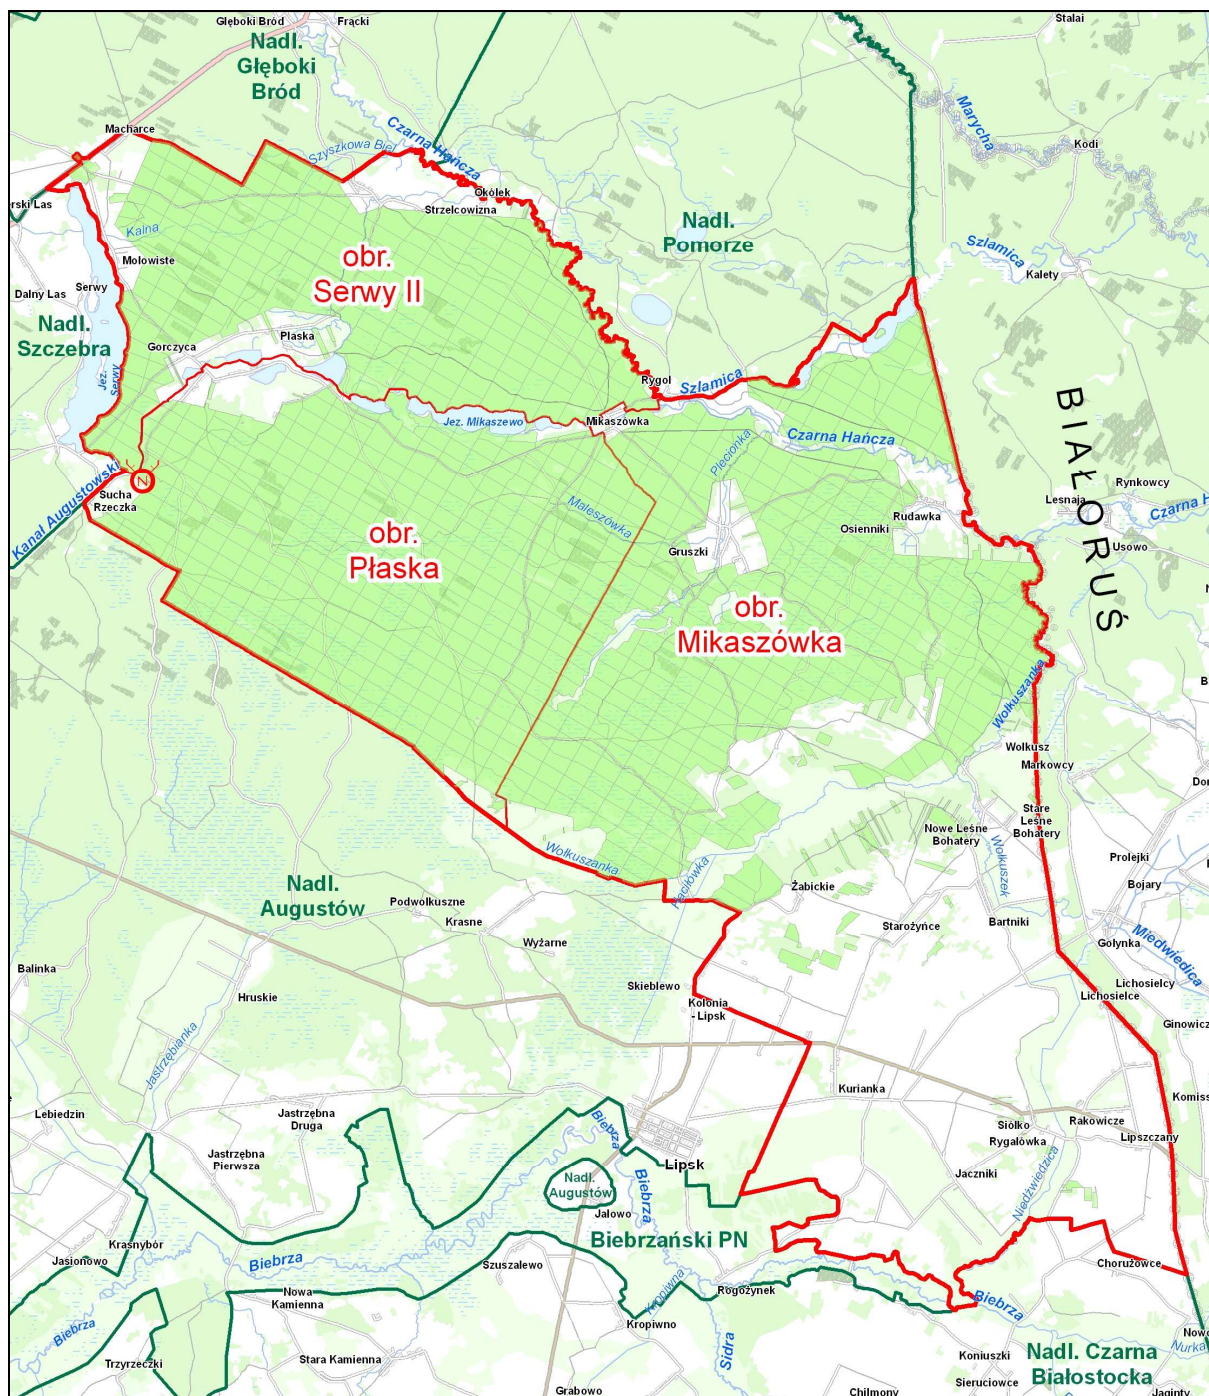 Głęboki Bród
Frącki
Stalai
Nadl.
Głęboki
Bród
Marycha
Macharce
Czarna Hańcza
Szyszkowa Biel
Kodi
Okółek
Strzelcowizna
erski Las
Kalna
Nadl.
Pomorze
Szlamica
Kalety
obr.
Serwy II
Mołowiste
Serwy
Dalny Las
Nadl.
Szczebra
Płaska
Gorczyca
Jez.
Serwy
Rygol
Szlamica
Jez. Mikaszewo
Mikaszówka
Czarna Hańcza
Plecionka
BIAŁORUŚ
Kanał Augustowski
N
Sucha
Rzeczka
Rynkowcy
Lesnaja
Czarna H
Maleszówka
Rudawka
Osienniki
Usowo
obr.
Płaska
Gruszki
obr.
Mikaszówka
Wołkuszanka
Wołkusz
Markowcy
Dor
Stare
Leśne
Bohatery
Nowe Leśne
Bohatery
Wołkuszek
Prolejki
Bojary
Wołkuszanka
Płaciłówka
Nadl.
Augustów
Żabickie
Podwołkuszne
Krasne
Starożyńce
Bartniki
Wyżarne
Gołynka
Miedwiedica
Balinka
Skieblewo
Hruskie
Kolonia
- Lipsk
Lichosielcy
Lichosielce
Ginowicz
Jastrzębianka
Kurianka
Komiss
Lebiedzin
Jastrzębna
Druga
Biebrza
Siółko
Rygałówka
Rakowicze
Lipszczany
Jastrzębna
Pierwsza
Lipsk
Nadl.
Augustów
Biebrza
Jaczniki
Niedźwiedzica
Jałowo
Biebrzański PN
Krasnybór
Jasionowo
Biebrza
Szuszalewo
Chorużowce
Rogożynek
Kropiwna
Nowa
Kamienna
Biebrza
Kropiwno
Nowo
Nurka
Biebrza
Sidra
Trzyrzeczki
Stara Kamienna
Koniuszki
Nadl. Czarna
Białostocka
Sieruciowce
Grabowo
Chilmony
Jaginty